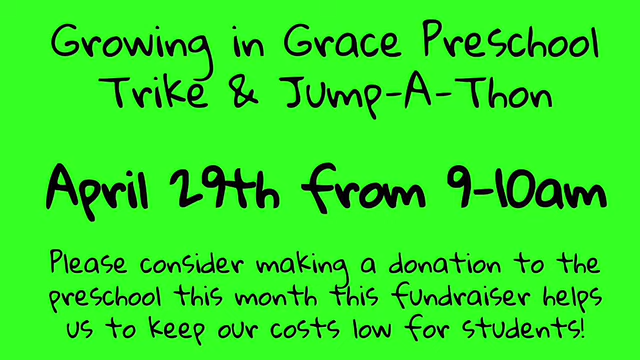 Growing in Grace Preschool
Trike & Jump-A-Thon
April 29th from 9-10am
Please consider making a donation to the
preschool this month this fundraiser helps
us to keep our costs low for students!